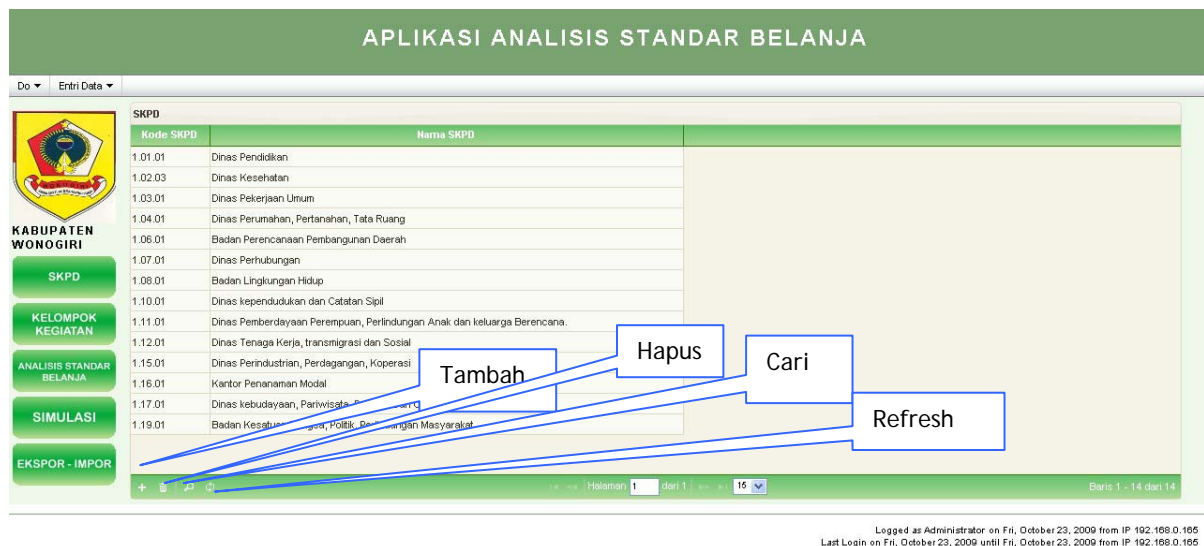 APLIKASI ANALISIS STANDAR BELANJA
Do Entri Data
KABUPATEN
WONOGIRI
SKPD
KELOMPOK
KEGIATAN
ANALISIS STANDAR
BELANJA
SIMULASI
EKSPOR - IMPOR
SKPD
Kode SKPD Nama SKPD
1.01.01 Dinas Pendidikan
1.02.03 Dinas Kesehatan
1.03.01 Dinas Pekerjaan Umum
1.04.01 Dinas Perumahan, Pertanahan, Tata Ruang
1.06.01 Badan Perencanaan Pembangunan Daerah
1.07.01 Dinas Perhubungan
1.08.01 Badan Lingkungan Hidup
1.10.01 Dinas kependudukan dan Catatan Sipil
1.11.01 Dinas Pemberdayaan Perempuan, Perlindungan Anak dan keluarga Berencana.
1.12.01 Dinas Tenaga Kerja, transmigrasi dan Sosial
1.15.01 Dinas Perindustrian, Perdagangan, Koperasi
1.16.01 Kantor Penanaman Modal
1.17.01 Dinas kebudayaan, Pariwisata,
1.19.01 Badan Politik, Masyarakat
Tambah
Hapus
Cari
Refresh
Halaman 1 dari 1 15
Baris 1 - 14 dari 14
Logged as Administrator on Fri, October 23, 2009 from IP 192.168.0.165
Last Login on Fri, October 23, 2009 until Fri, October 23, 2009 from IP 192.168.0.165